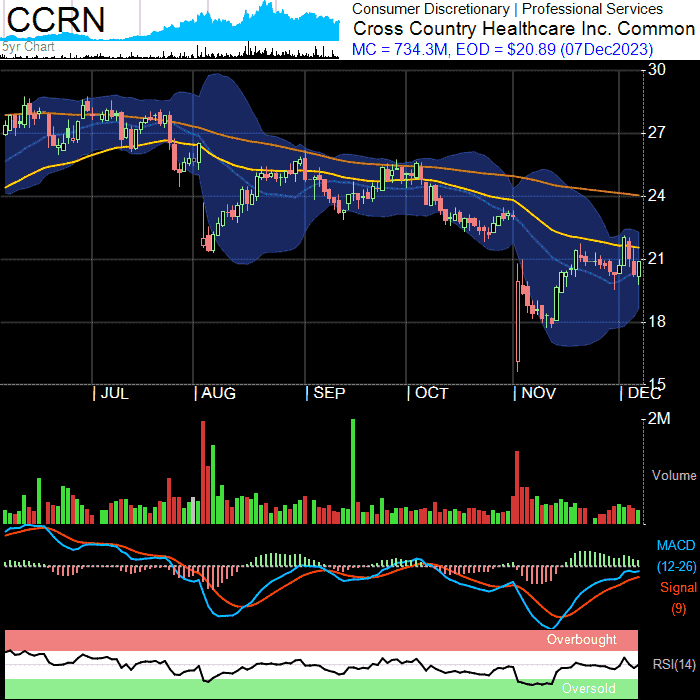 CCRN
5yr Chart
Consumer Discretionary | Professional Services
Cross Country Healthcare Inc. Common
MC = 734.3M, EOD = $20.89 (07Dec2023)
30
27
24
21
18
15
| JUL | AUG | SEP | OCT | NOV | DEC
2M
Volume
MACD
(12-26)
Signal
(9)
Overbought
RSI(14)
Oversold